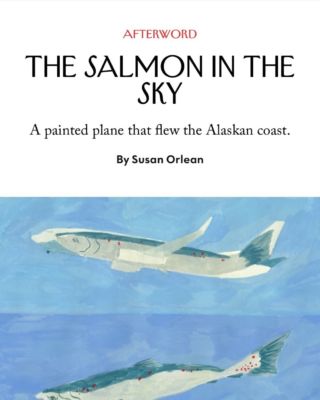 AFTERWORD
THE SALMON IN THE
SKY
A painted plane that flew the Alaskan coast.
By Susan Orlean